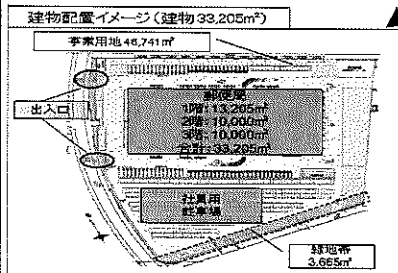 建物配置イメージ(建物33,205㎡)
事業用地46,741㎡
出入口
郵便局
1階:13,205㎡
2階:10,000㎡
3階:10,000㎡
合計:33,205㎡
社員用
駐車場
緑地帯
3,665㎡